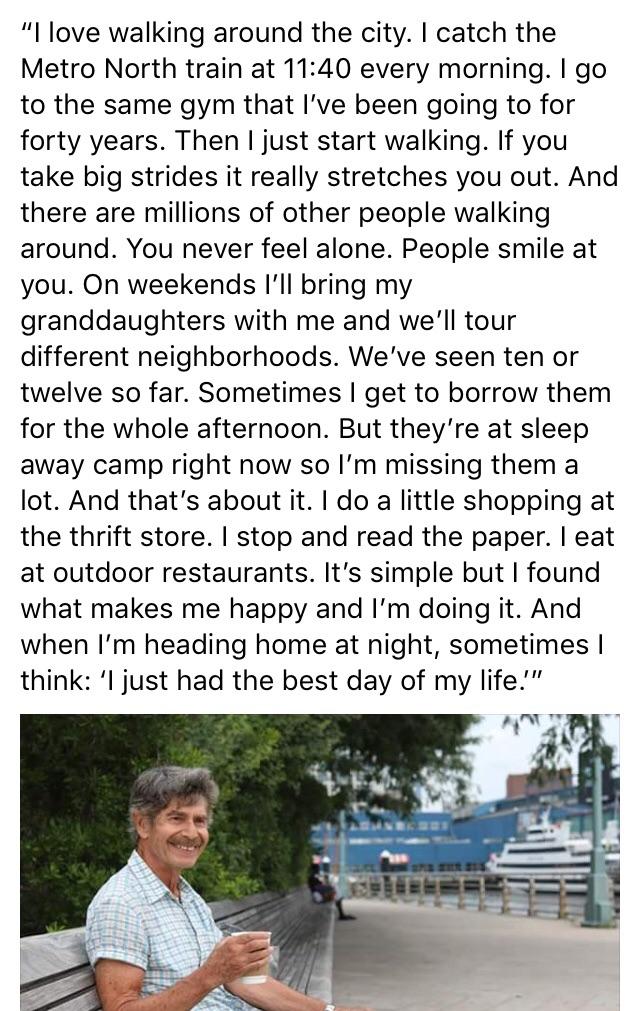 “I love walking around the city. I catch the
Metro North train at 11:40 every morning. I go
to the same gym that I’ve been going to for
forty years. Then I just start walking. If you
take big strides it really stretches you out. And
there are millions of other people walking
around. You never feel alone. People smile at
you. On weekends I’ll bring my
granddaughters with me and we’ll tour
different neighborhoods. We’ve seen ten or
twelve so far. Sometimes I get to borrow them
for the whole afternoon. But they’re at sleep
away camp right now so I’m missing them a
lot. And that’s about it. I do a little shopping at
the thrift store. I stop and read the paper. I eat
at outdoor restaurants. It’s simple but I found
what makes me happy and I’m doing it. And
when I’m heading home at night, sometimes I
think: ‘I just had the best day of my life.’”